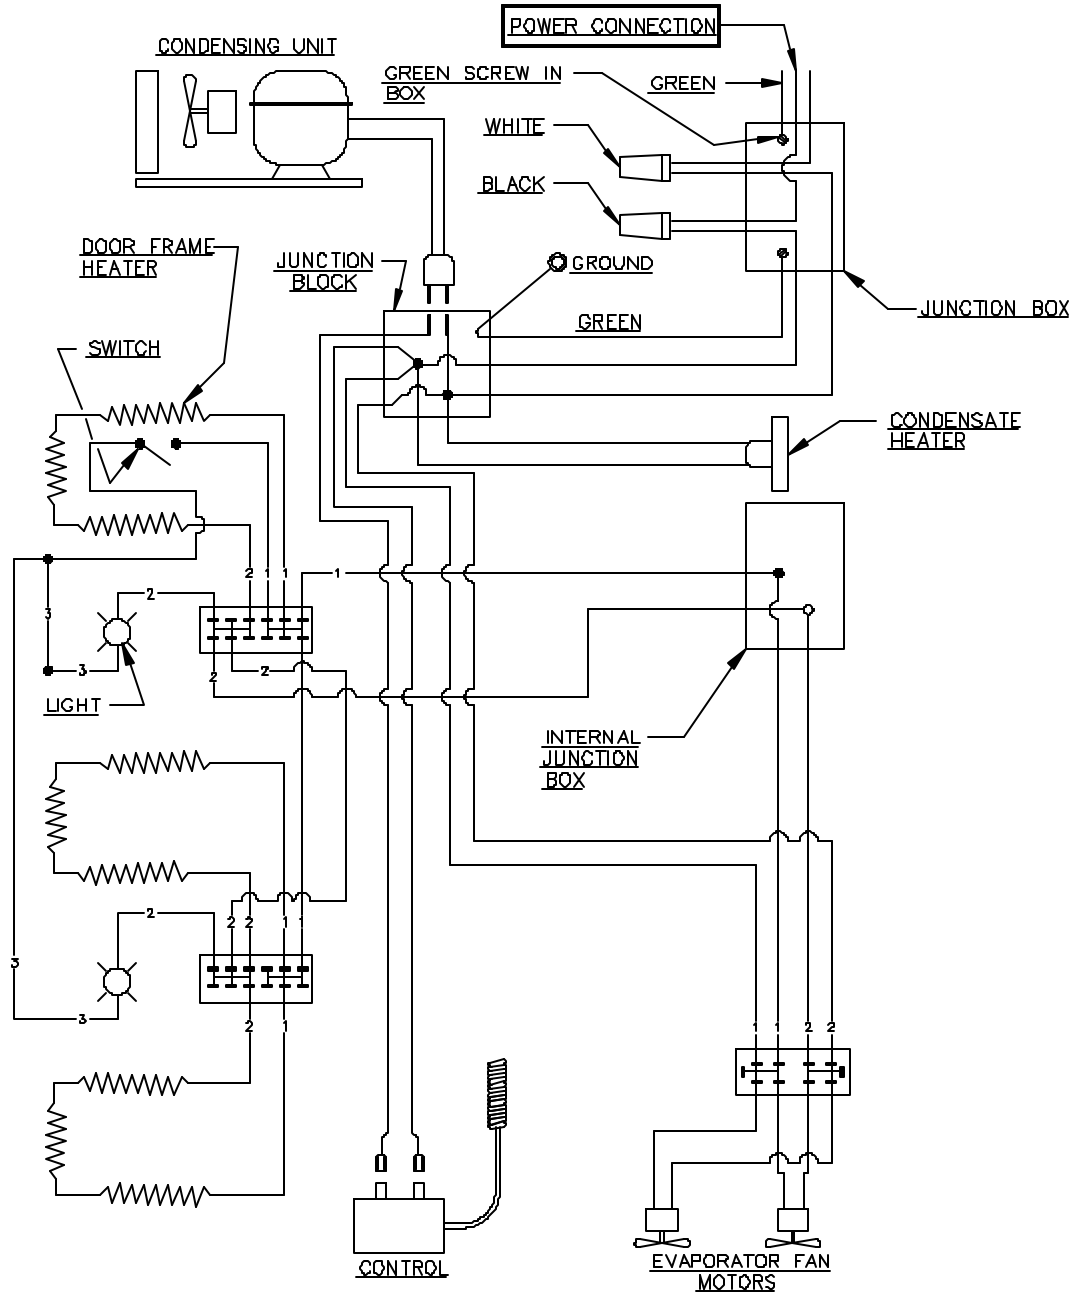 POWER CONNECTION
CONDENSING UNIT
GREEN SCREW IN
BOX
GREEN
WHITE
BLACK
DOOR FRAME
HEATER
JUNCTION
BLOCK
GROUND
JUNCTION BOX
GREEN
SWITCH
CONDENSATE
HEATER
2 1 1
1
2
3
3
2
2
LIGHT
INTERNAL
JUNCTION
BOX
2
2 2 1 1
3
3
2 1
1 1 2 2
CONTROL
EVAPORATOR FAN
MOTORS